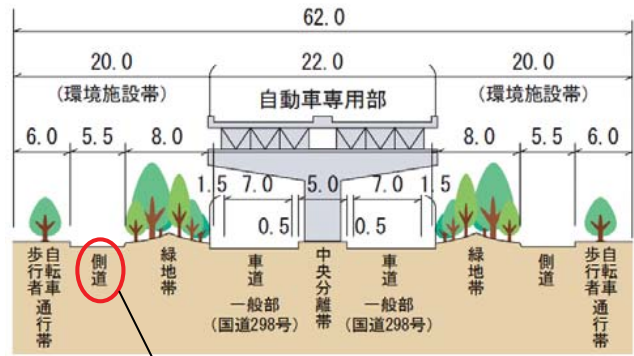 62.0
20.0 22.0 20.0
(環境施設帯) 自動車専用部 (環境施設帯)
6.0 5.5 8.0 8.0 5.5 6.0
1.5 7.0 5.0 7.0 1.5
0.5 0.5
自転車歩行者通行帯
側道
緑地帯
車道
一般部
(国道298号)
中央分離帯
車道
一般部
(国道298号)
緑地帯
側道
自転車歩行者通行帯